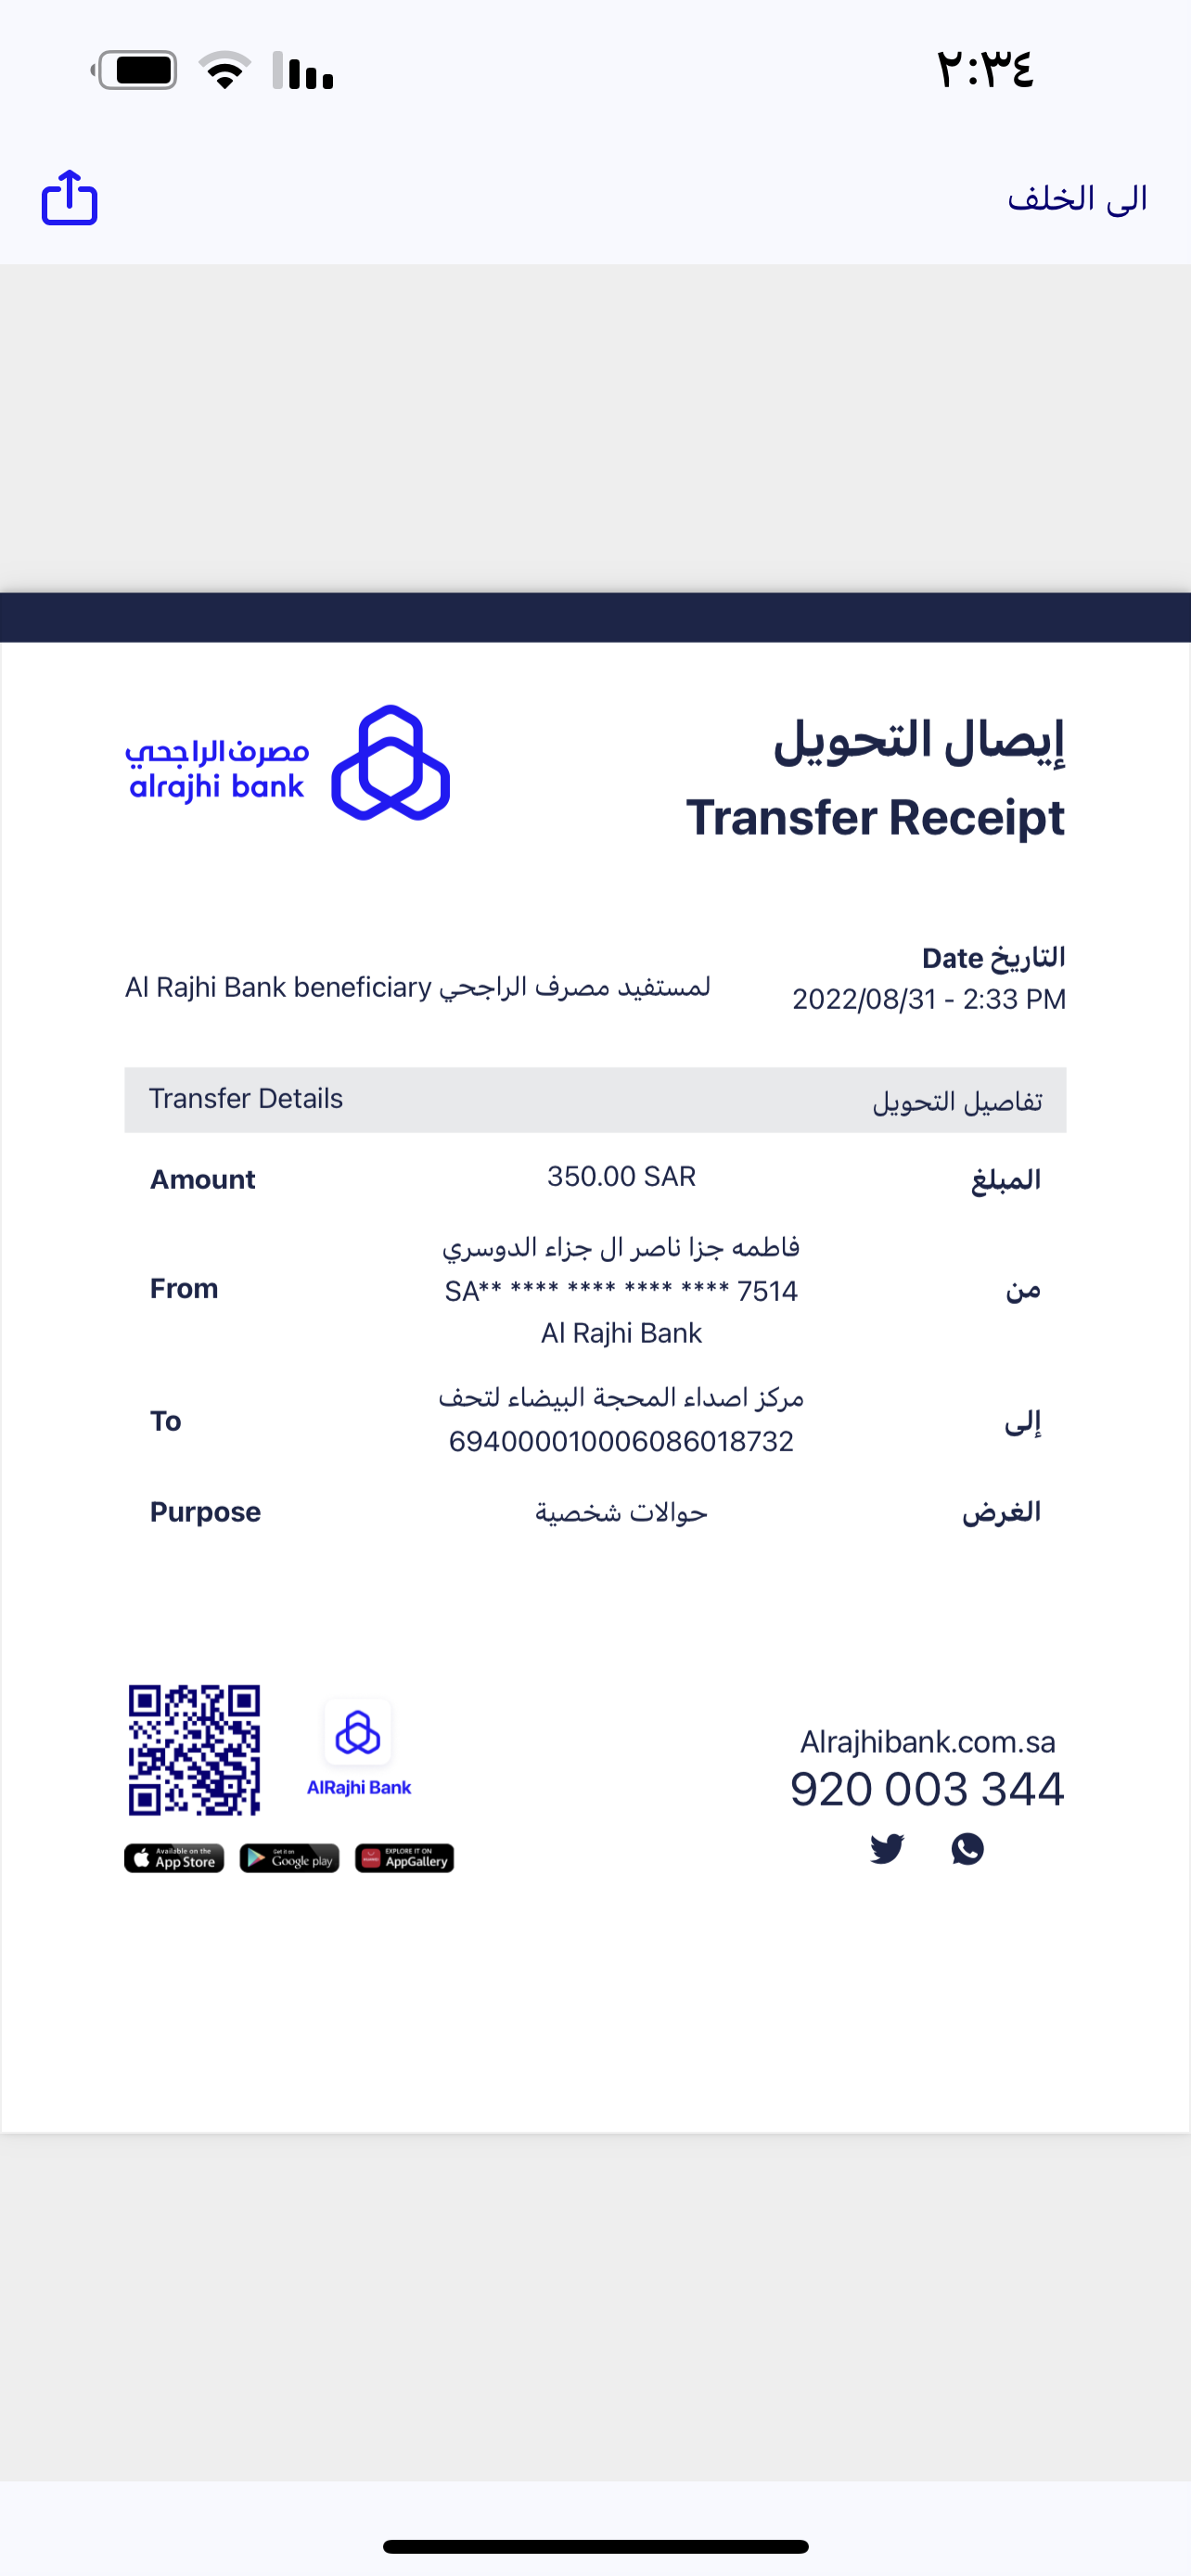 ٢:٣٤
الى الخلف
إيصال التحويل
Transfer Receipt
مصرف الراجحي
alrajhi bank
التاريخ Date
2022/08/31 - 2:33 PM
لمستفيد مصرف الراجحي Al Rajhi Bank beneficiary
Transfer Details تفاصيل التحويل
Amount 350.00 SAR المبلغ
فاطمه جزا ناصر ال جزاء الدوسري
From SA** **** **** **** **** 7514 من
Al Rajhi Bank
مركز اصداء المحجة البيضاء لتحف
To إلى
694000010006086018732
Purpose حوالات شخصية الغرض
Alrajhibank.com.sa
920 003 344
AlRajhi Bank
Available on the
App Store
Get it on
Google play
EXPLORE IT ON
AppGallery